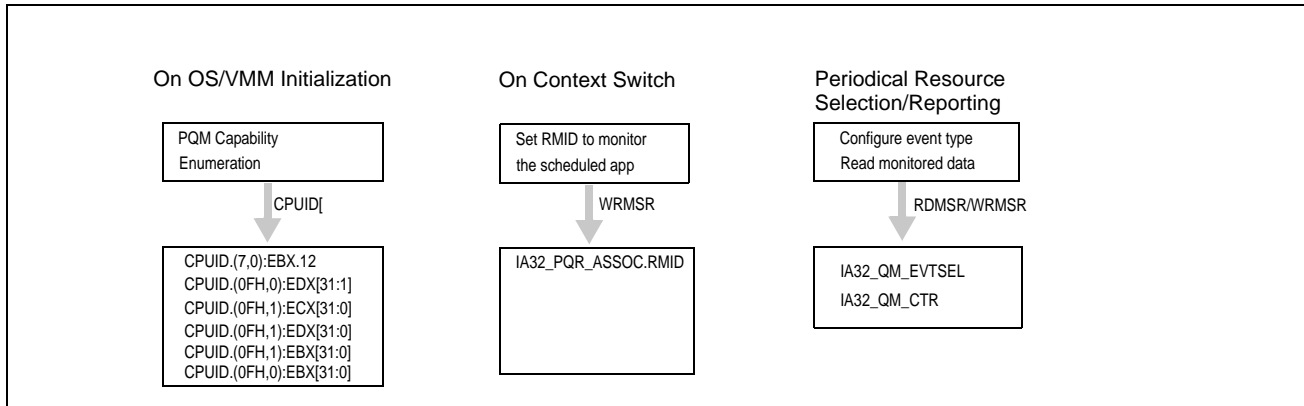 On OS/VMM Initialization
PQM Capability
Enumeration
CPUID[
CPUID.(7,0):EBX.12
CPUID.(0FH,0):EDX[31:1]
CPUID.(0FH,1):ECX[31:0]
CPUID.(0FH,1):EDX[31:0]
CPUID.(0FH,1):EBX[31:0]
CPUID.(0FH,0):EBX[31:0]
On Context Switch
Set RMID to monitor
the scheduled app
WRMSR
IA32_PQR_ASSOC.RMID
Periodical Resource
Selection/Reporting
Configure event type
Read monitored data
RDMSR/WRMSR
IA32_QM_EVTSEL
IA32_QM_CTR